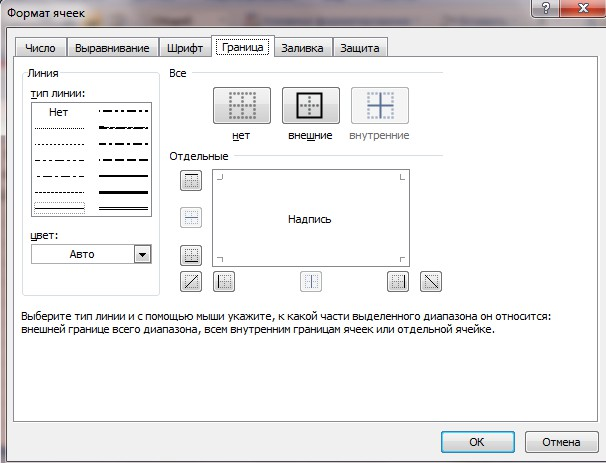 Формат ячеек
Число
Выравнивание
Шрифт
Граница
Заливка
Защита
Линия
тип линии:
Нет
цвет:
Авто
Все
нет
внешние
внутренние
Отдельные
Надпись
Выберите тип линии и с помощью мыши укажите, к какой части выделенного диапазона он относится:
внешней границе всего диапазона, всем внутренним границам ячеек или отдельной ячейке.
ОК
Отмена